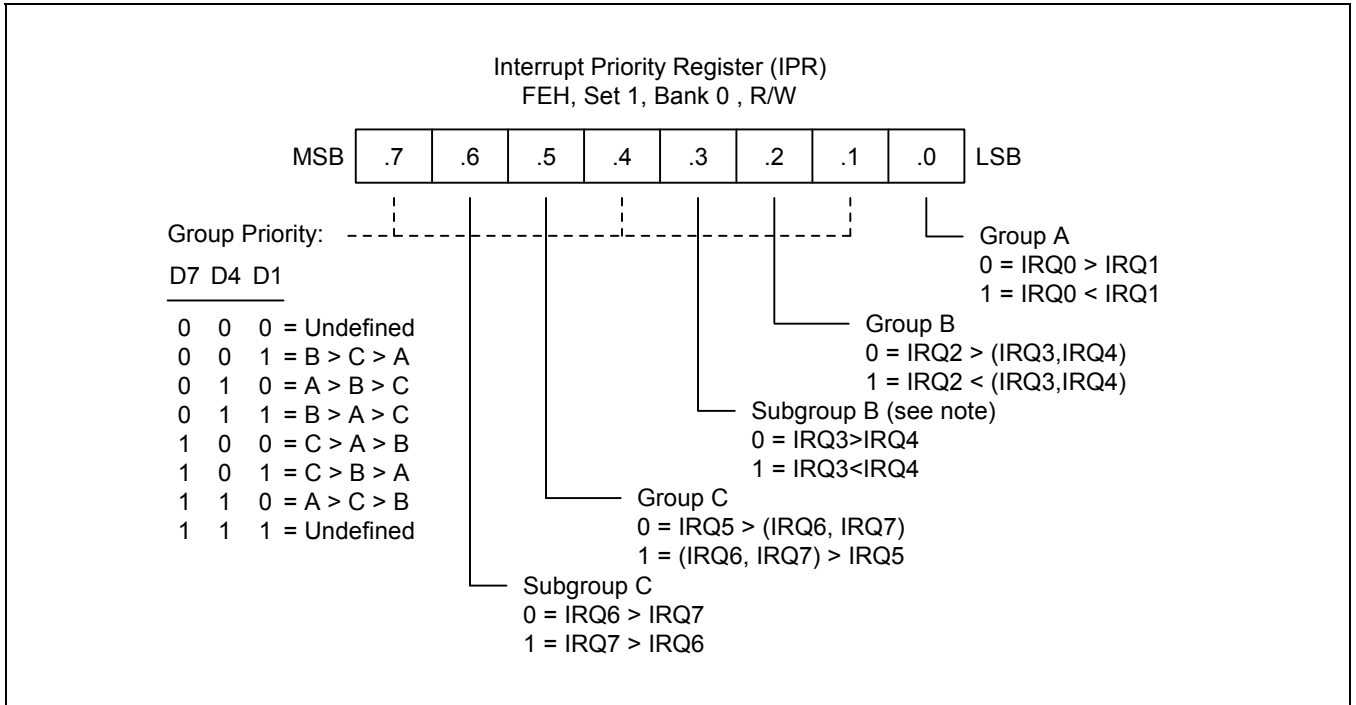 Interrupt Priority Register (IPR)
FEH, Set 1, Bank 0 , R/W
MSB .7 .6 .5 .4 .3 .2 .1 .0 LSB
Group Priority:
D7 D4 D1
0 0 0 = Undefined
0 0 1 = B > C > A
0 1 0 = A > B > C
0 1 1 = B > A > C
1 0 0 = C > A > B
1 0 1 = C > B > A
1 1 0 = A > C > B
1 1 1 = Undefined
Group A
0 = IRQ0 > IRQ1
1 = IRQ0 < IRQ1
Group B
0 = IRQ2 > (IRQ3,IRQ4)
1 = IRQ2 < (IRQ3,IRQ4)
Subgroup B (see note)
0 = IRQ3>IRQ4
1 = IRQ3<IRQ4
Group C
0 = IRQ5 > (IRQ6, IRQ7)
1 = (IRQ6, IRQ7) > IRQ5
Subgroup C
0 = IRQ6 > IRQ7
1 = IRQ7 > IRQ6